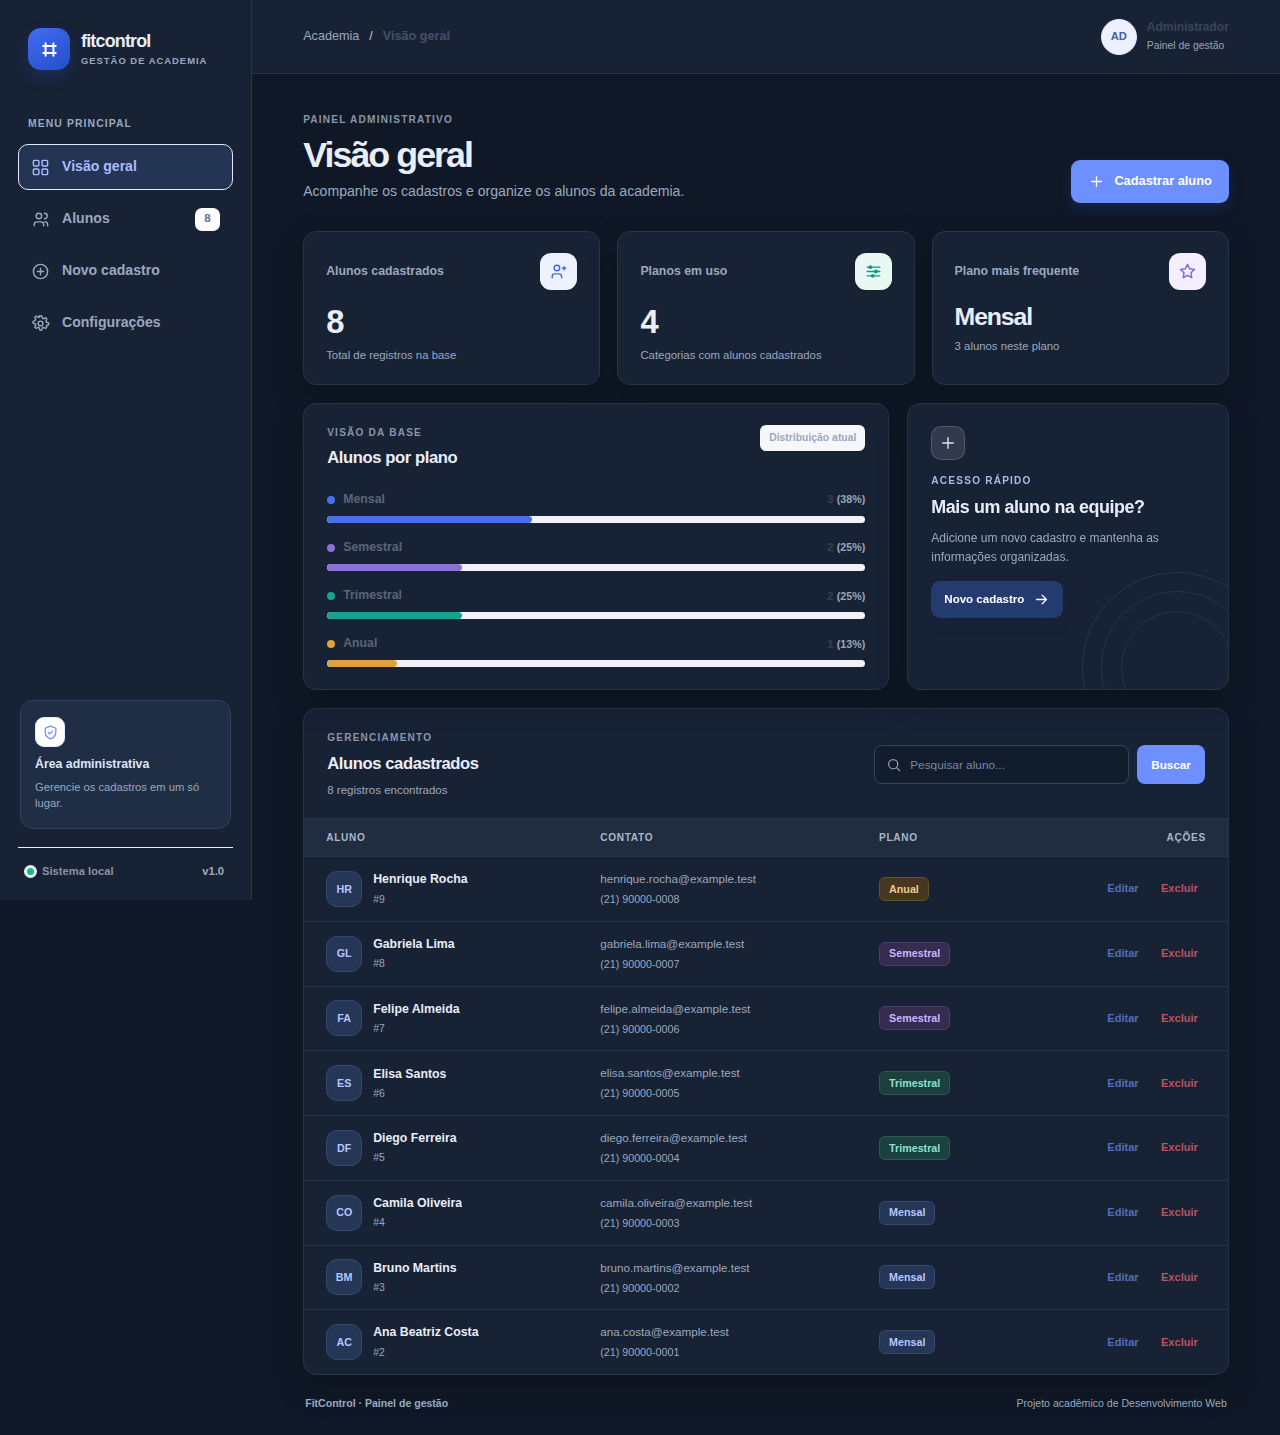 fitcontrol
GESTÃO DE ACADEMIA
MENU PRINCIPAL
Visão geral
Alunos 8
Novo cadastro
Configurações
Área administrativa
Gerencie os cadastros em um só
lugar.
Sistema local v1.0
Academia / Visão geral
AD
Administrador
Painel de gestão
PAINEL ADMINISTRATIVO
Visão geral
Acompanhe os cadastros e organize os alunos da academia.
Cadastrar aluno
Alunos cadastrados
8
Total de registros na base
Planos em uso
4
Categorias com alunos cadastrados
Plano mais frequente
Mensal
3 alunos neste plano
VISÃO DA BASE
Alunos por plano
Distribuição atual
Mensal 3 (38%)
Semestral 2 (25%)
Trimestral 2 (25%)
Anual 1 (13%)
ACESSO RÁPIDO
Mais um aluno na equipe?
Adicione um novo cadastro e mantenha as
informações organizadas.
Novo cadastro
GERENCIAMENTO
Alunos cadastrados
8 registros encontrados
Pesquisar aluno...
Buscar
ALUNO CONTATO PLANO AÇÕES
HR Henrique Rocha henrique.rocha@example.test Anual Editar Excluir
#9 (21) 90000-0008
GL Gabriela Lima gabriela.lima@example.test Semestral Editar Excluir
#8 (21) 90000-0007
FA Felipe Almeida felipe.almeida@example.test Semestral Editar Excluir
#7 (21) 90000-0006
ES Elisa Santos elisa.santos@example.test Trimestral Editar Excluir
#6 (21) 90000-0005
DF Diego Ferreira diego.ferreira@example.test Trimestral Editar Excluir
#5 (21) 90000-0004
CO Camila Oliveira camila.oliveira@example.test Mensal Editar Excluir
#4 (21) 90000-0003
BM Bruno Martins bruno.martins@example.test Mensal Editar Excluir
#3 (21) 90000-0002
AC Ana Beatriz Costa ana.costa@example.test Mensal Editar Excluir
#2 (21) 90000-0001
FitControl · Painel de gestão
Projeto acadêmico de Desenvolvimento Web